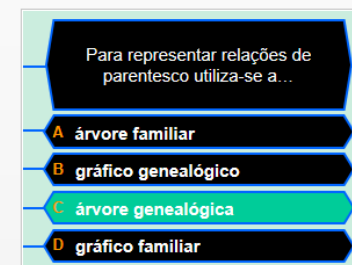 Para representar relações de
parentesco utiliza-se a...
A árvore familiar
B gráfico genealógico
C árvore genealógica
D gráfico familiar